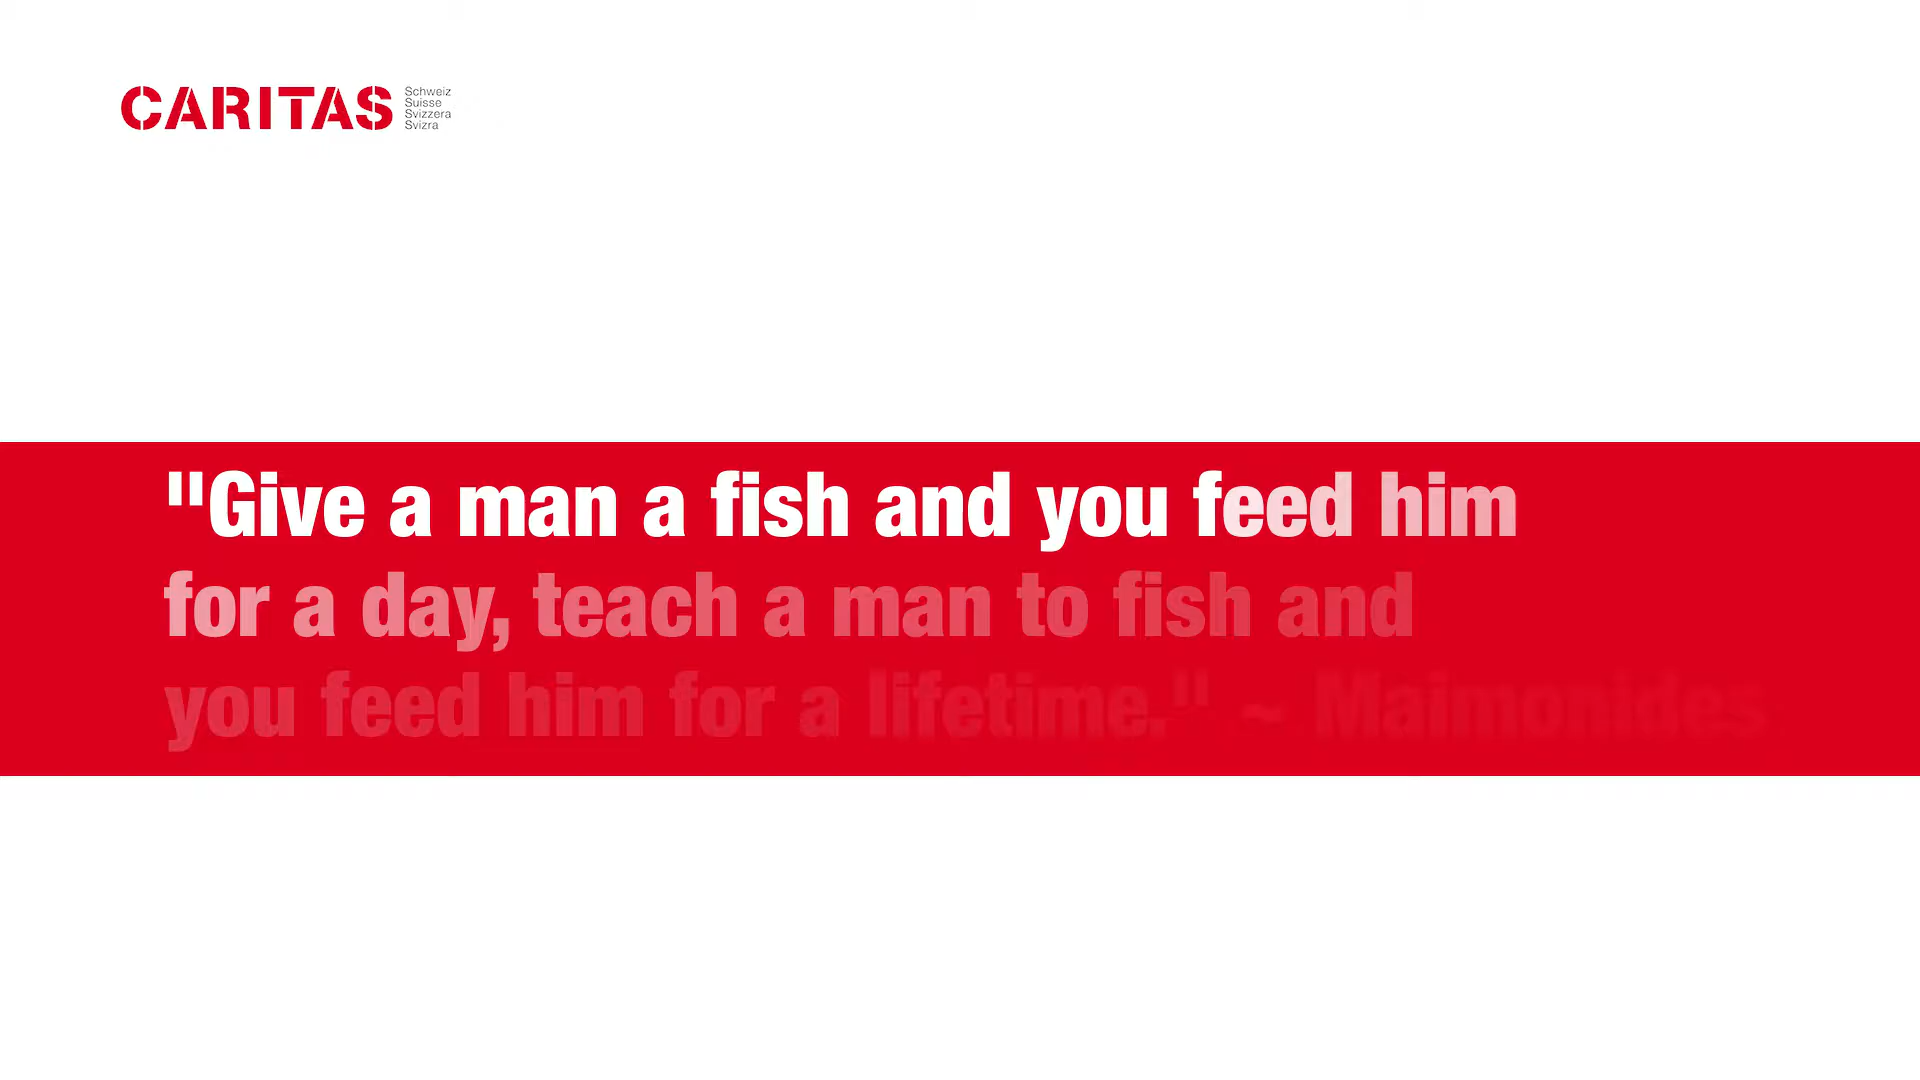 CARITAS
Schweiz
Suisse
Svizzera
Svizra
"Give a man a fish and you feed him
for a day, teach a man to fish and
you feed him for a lifetime." ~ Maimonides